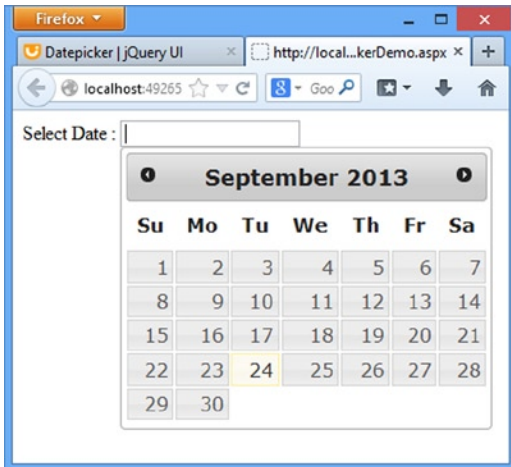 Firefox
Datepicker | jQuery UI × http://local...kerDemo.aspx × +
localhost:49265 8 Goo
Select Date :
September 2013
Su Mo Tu We Th Fr Sa
1 2 3 4 5 6 7
8 9 10 11 12 13 14
15 16 17 18 19 20 21
22 23 24 25 26 27 28
29 30